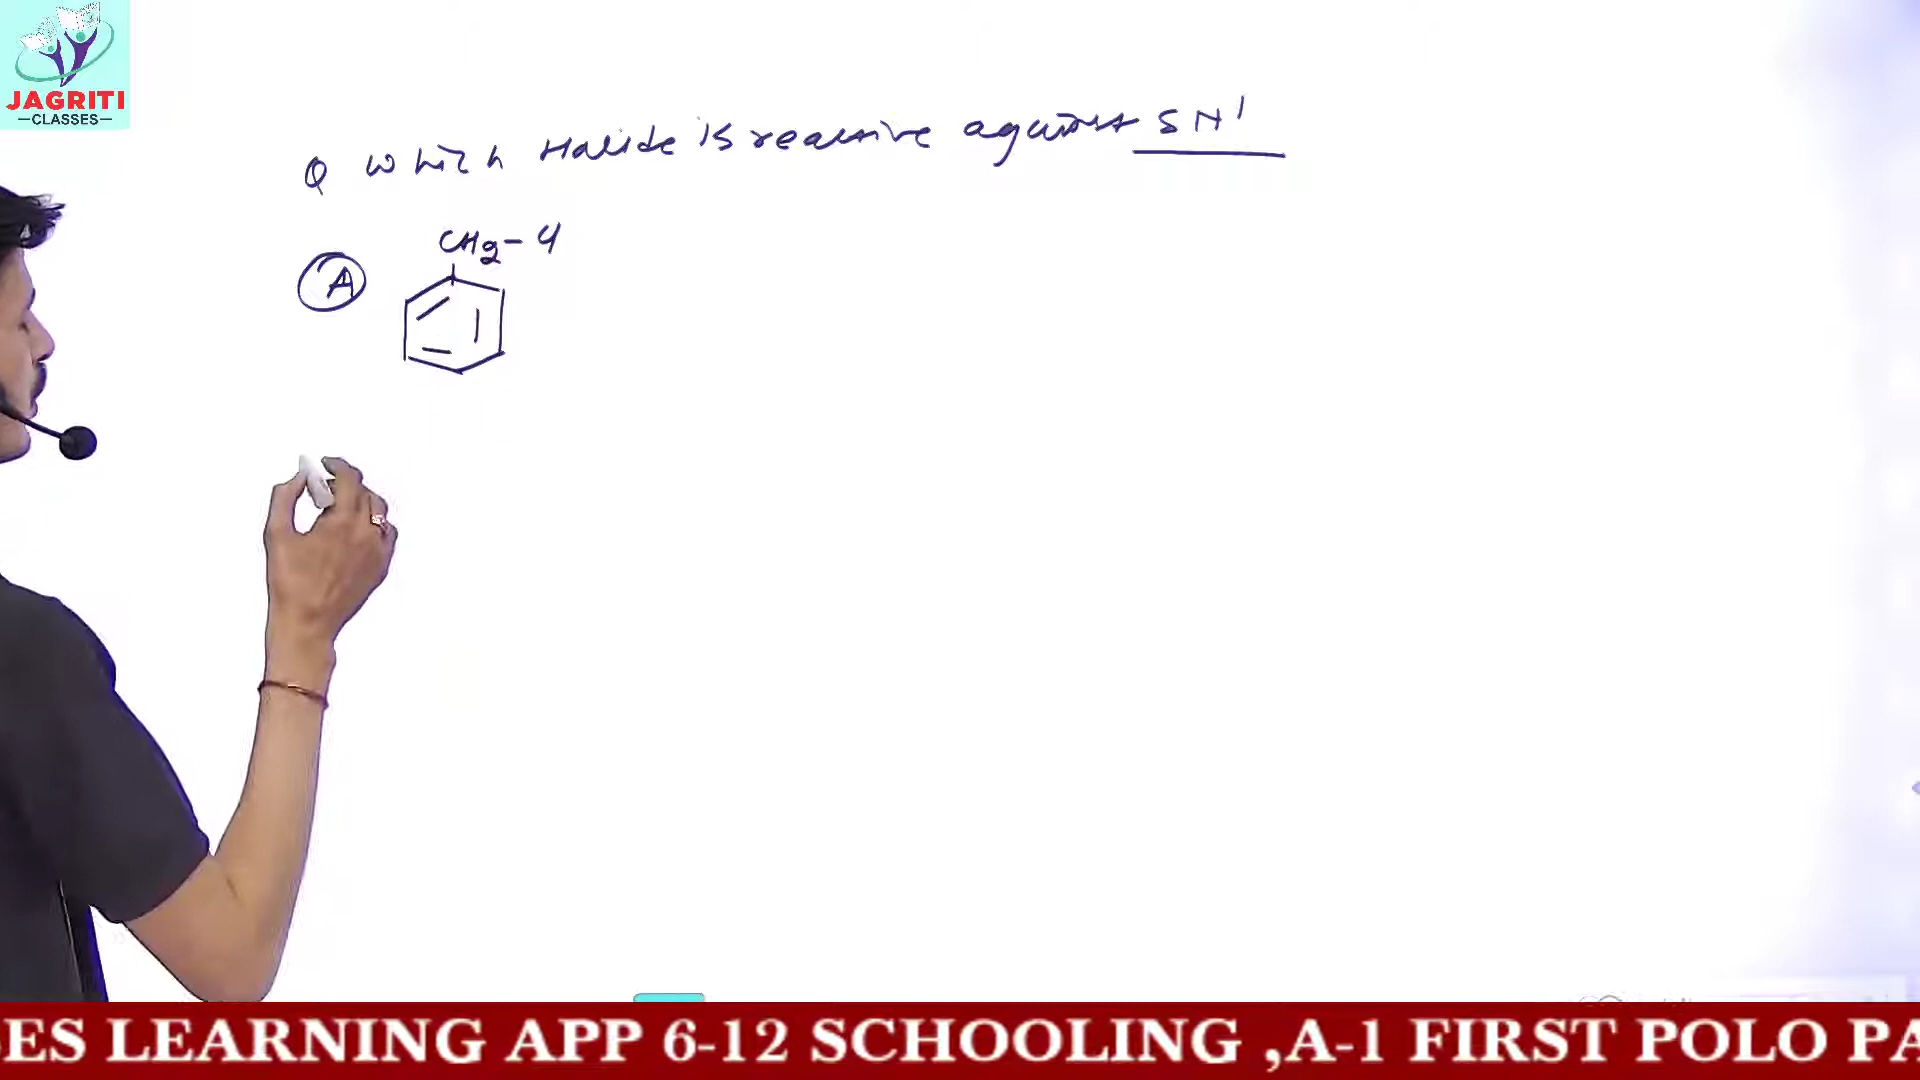 JAGRITI
—CLASSES—
Q Which Halide is reactive against SN1
CH2-Cl
A
ES LEARNING APP 6-12 SCHOOLING ,A-1 FIRST POLO PA